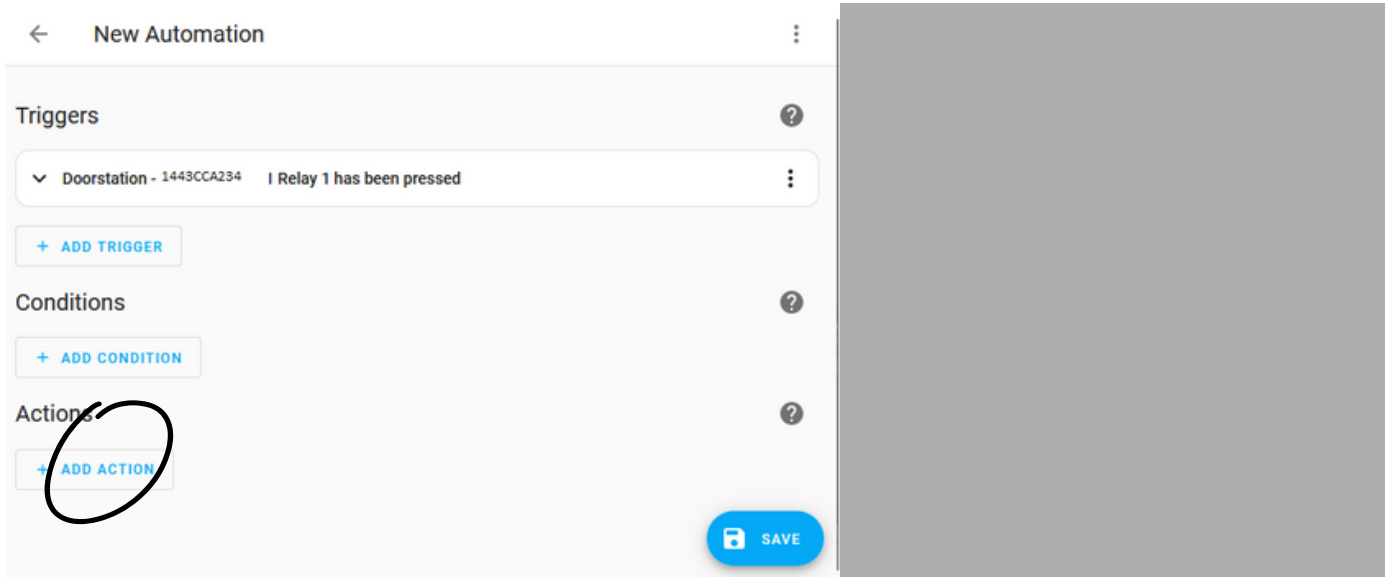 New Automation
Triggers
Doorstation - 1443CCA234 I Relay 1 has been pressed
+ ADD TRIGGER
Conditions
+ ADD CONDITION
Actions
+ ADD ACTION
SAVE